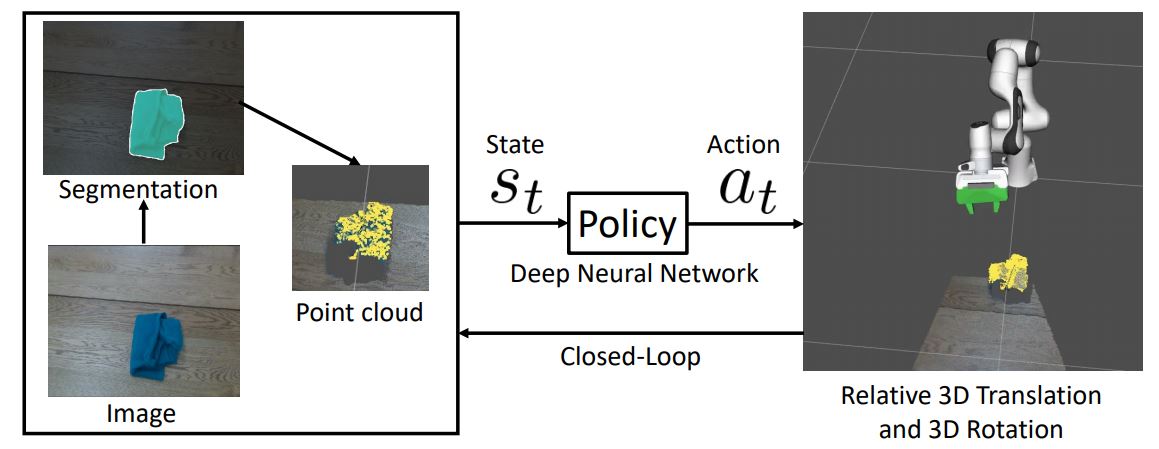 Segmentation
Image
Point cloud
State
s_t
Policy
Deep Neural Network
Action
a_t
Closed-Loop
Relative 3D Translation
and 3D Rotation